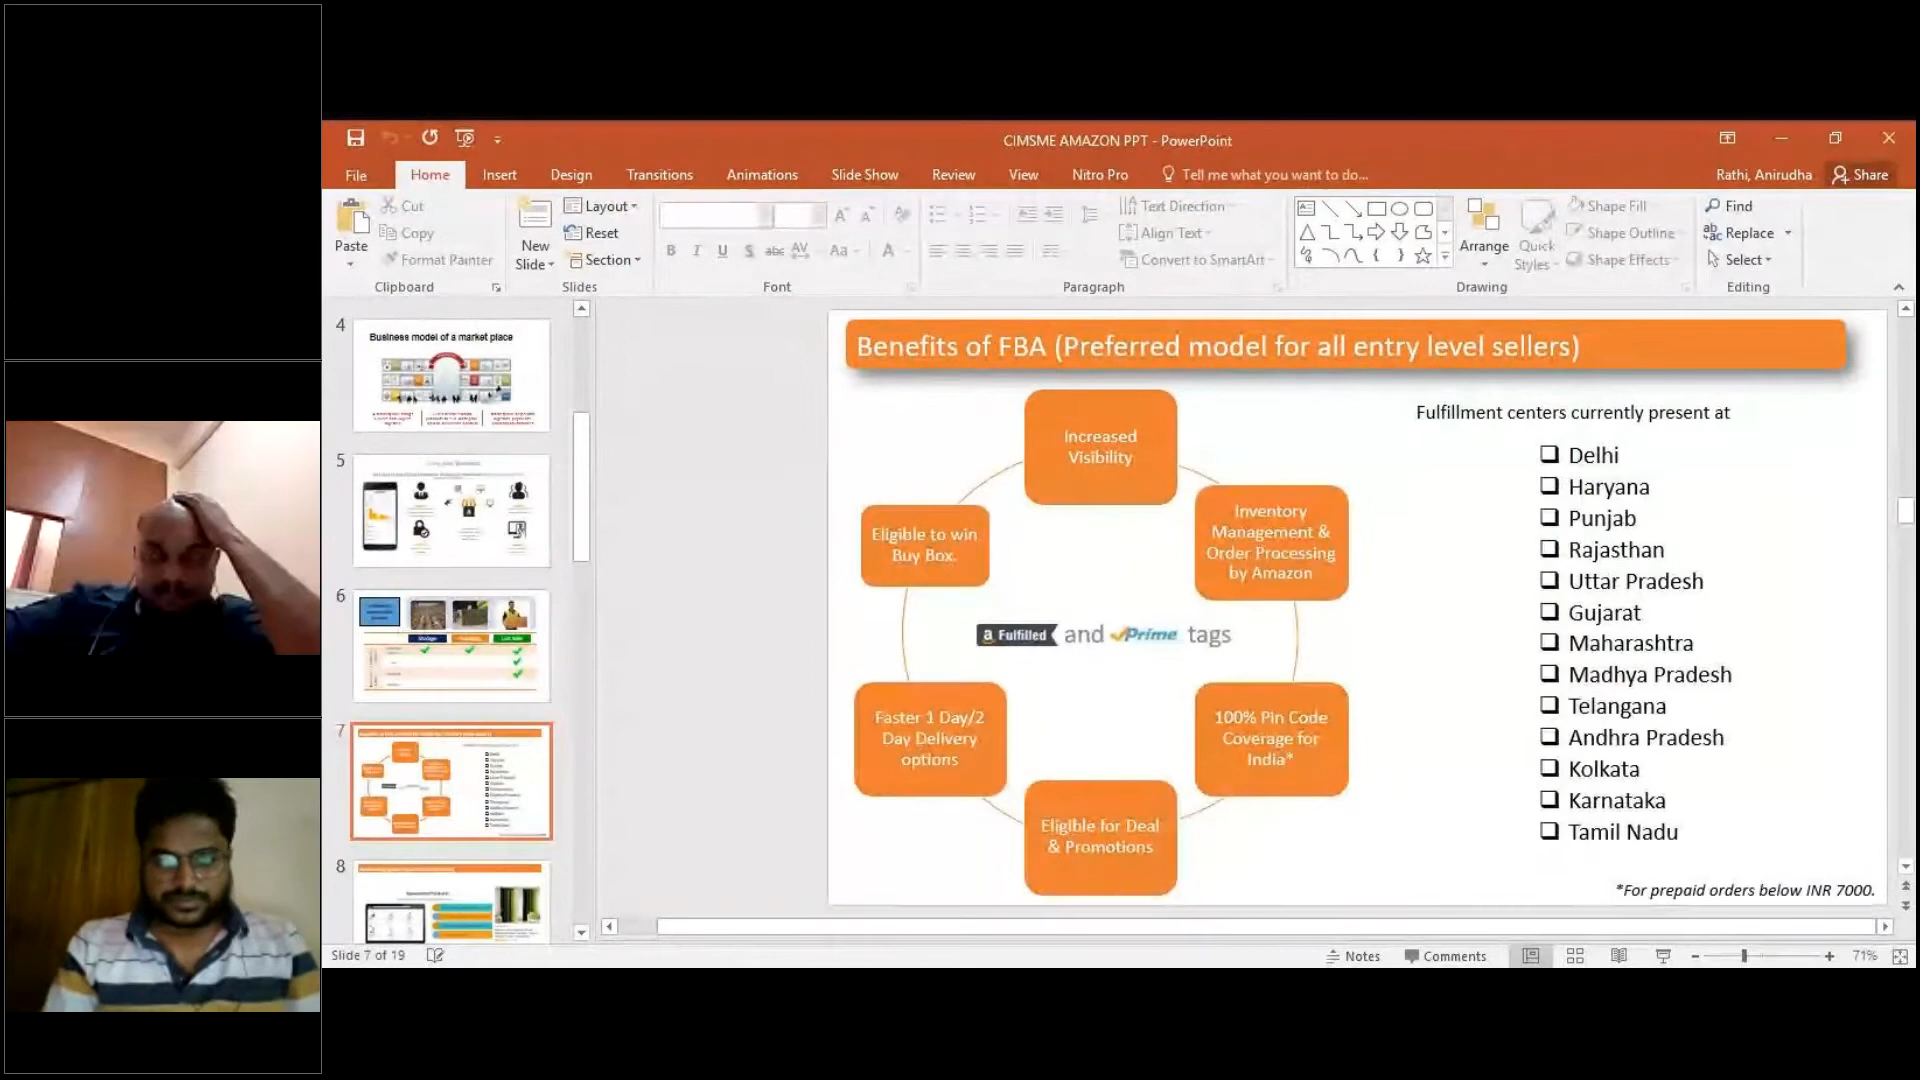 CIMSME AMAZON PPT - PowerPoint
File Home Insert Design Transitions Animations Slide Show Review View Nitro Pro Tell me what you want to do... Rathi, Anirudha Share
Paste
Cut
Copy
Format Painter
Clipboard
New
Slide
Layout
Reset
Section
Slides
B I U S abc AV Aa A
Font
Text Direction
Align Text
Convert to SmartArt
Paragraph
Arrange
Quick
Styles
Shape Fill
Shape Outline
Shape Effects
Drawing
Find
Replace
Select
Editing
4
Business model of a market place
5
6
7
8
Benefits of FBA (Preferred model for all entry level sellers)
Increased
Visibility
Inventory
Management &
Order Processing
by Amazon
100% Pin Code
Coverage for
India*
Eligible for Deal
& Promotions
Faster 1 Day/2
Day Delivery
options
Eligible to win
Buy Box.
a Fulfilled and Prime tags
Fulfillment centers currently present at
Delhi
Haryana
Punjab
Rajasthan
Uttar Pradesh
Gujarat
Maharashtra
Madhya Pradesh
Telangana
Andhra Pradesh
Kolkata
Karnataka
Tamil Nadu
*For prepaid orders below INR 7000.
Slide 7 of 19
Notes Comments 71%